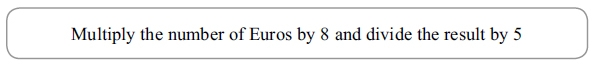 Multiply the number of Euros by 8 and divide the result by 5